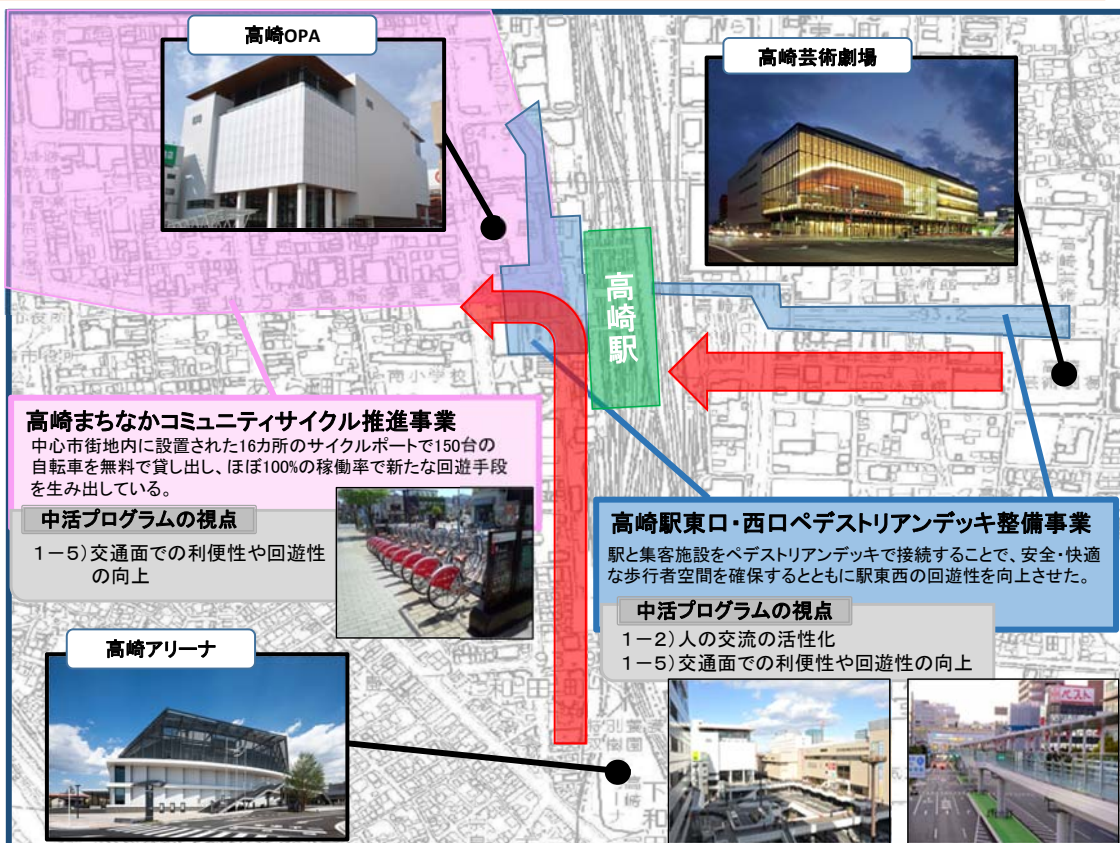 高崎OPA
高崎芸術劇場
高崎駅
高崎まちなかコミュニティサイクル推進事業
中心市街地内に設置された16カ所のサイクルポートで150台の
自転車を無料で貸し出し、ほぼ100%の稼働率で新たな回遊手段
を生み出している。
中活プログラムの視点
1-5)交通面での利便性や回遊性
の向上
高崎駅東口・西口ペデストリアンデッキ整備事業
駅と集客施設をペデストリアンデッキで接続することで、安全・快適
な歩行者空間を確保するとともに駅東西の回遊性を向上させた。
中活プログラムの視点
1-2)人の交流の活性化
1-5)交通面での利便性や回遊性の向上
高崎アリーナ
和田町
南小学校
ベスト